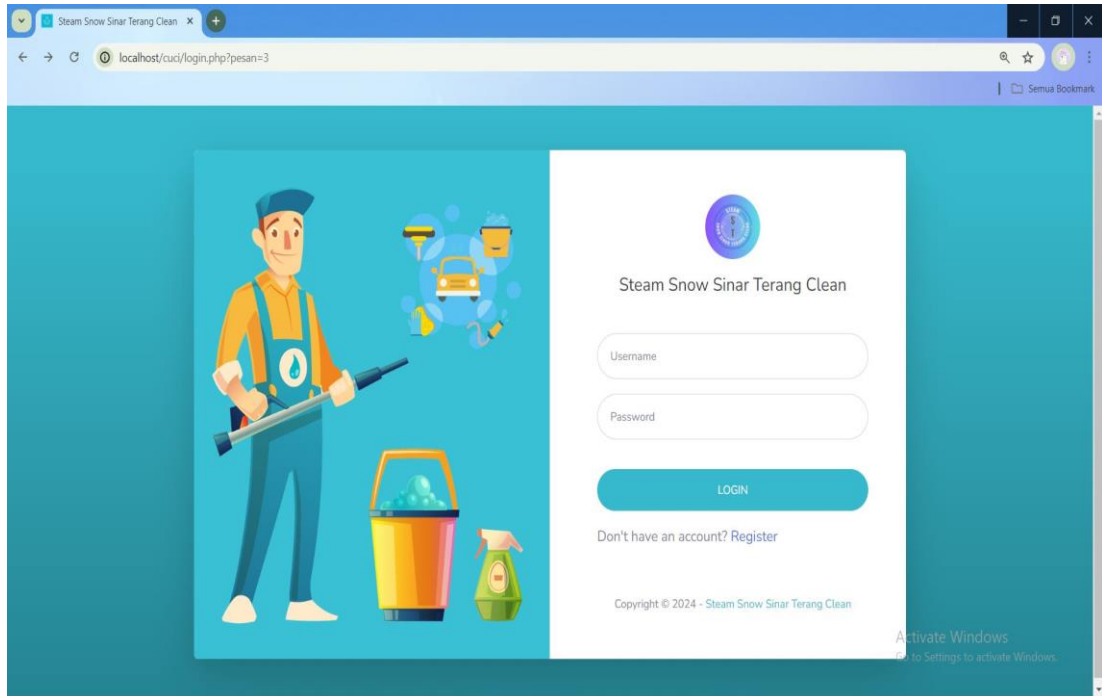 Steam Snow Sinar Terang Clean
localhost/cuci/login.php?pesan=3
Semua Bookmark
STEAM
S
T
Steam Snow Sinar Terang Clean
Username
Password
LOGIN
Don't have an account? Register
Copyright © 2024 - Steam Snow Sinar Terang Clean
Activate Windows
Go to Settings to activate Windows.